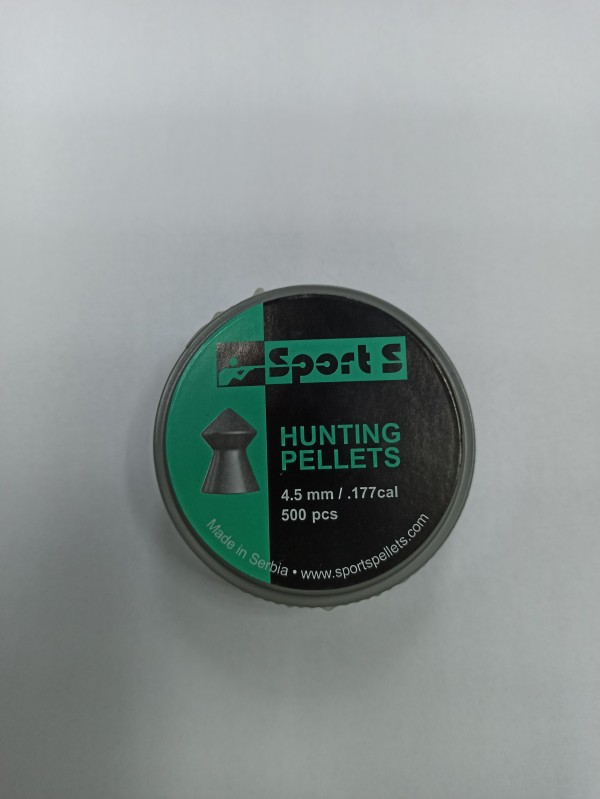 Sport S
HUNTING
PELLETS
4.5 mm / .177cal
500 pcs
Made in Serbia • www.sportspellets.com